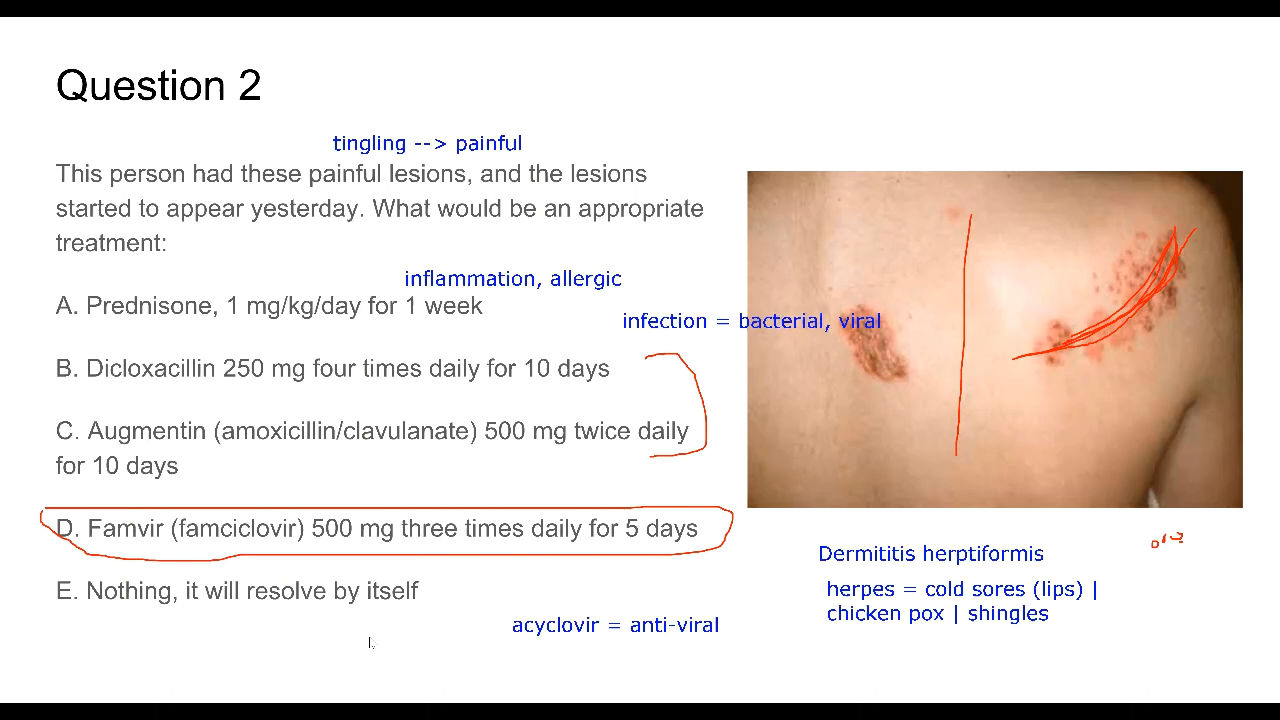 Question 2
tingling --> painful
This person had these painful lesions, and the lesions
started to appear yesterday. What would be an appropriate
treatment:
inflammation, allergic
A. Prednisone, 1 mg/kg/day for 1 week
infection = bacterial, viral
B. Dicloxacillin 250 mg four times daily for 10 days
C. Augmentin (amoxicillin/clavulanate) 500 mg twice daily
for 10 days
D. Famvir (famciclovir) 500 mg three times daily for 5 days
E. Nothing, it will resolve by itself
acyclovir = anti-viral
Dermititis herptiformis
herpes = cold sores (lips) |
chicken pox | shingles